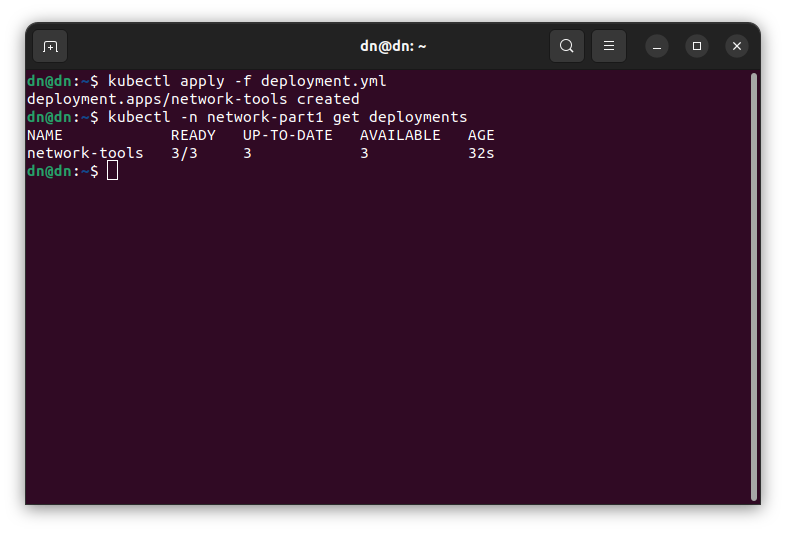 dn@dn: ~
dn@dn:~$ kubectl apply -f deployment.yml
deployment.apps/network-tools created
dn@dn:~$ kubectl -n network-part1 get deployments
NAME            READY   UP-TO-DATE   AVAILABLE   AGE
network-tools   3/3     3            3           32s
dn@dn:~$